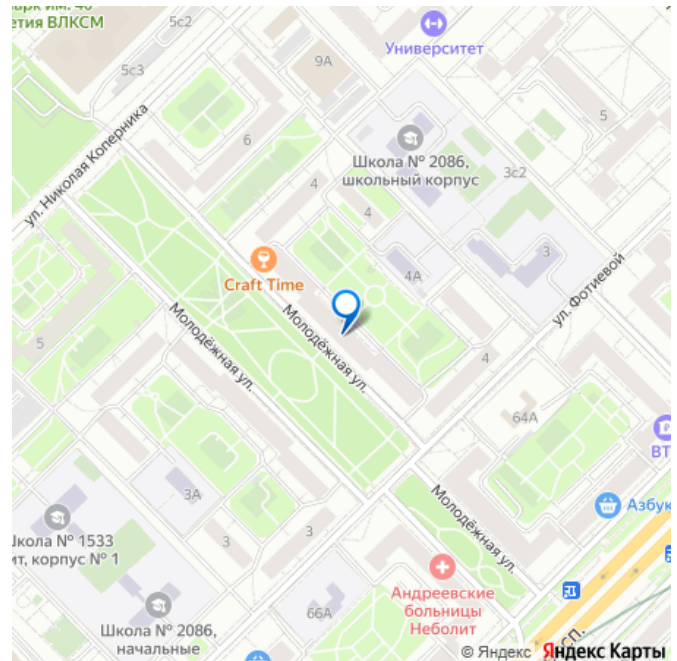 парк им. 40-
етия ВЛКСМ
5с2
Университет
5с3
9А
5
ул. Николая Коперника
6
Школа № 2086,
школьный корпус
3с2
4
4
3
4А
ул. Фотиевой
Craft Time
Молодёжная ул.
Молодёжная ул.
5
4
64А
ВТ
3А
Молодёжная ул.
Азбук
Школа № 1533
ит, корпус № 1
3
3
Андреевские
больницы
Неболит
66А
Школа № 2086,
начальные
сп.
© Яндекс Яндекс Карты